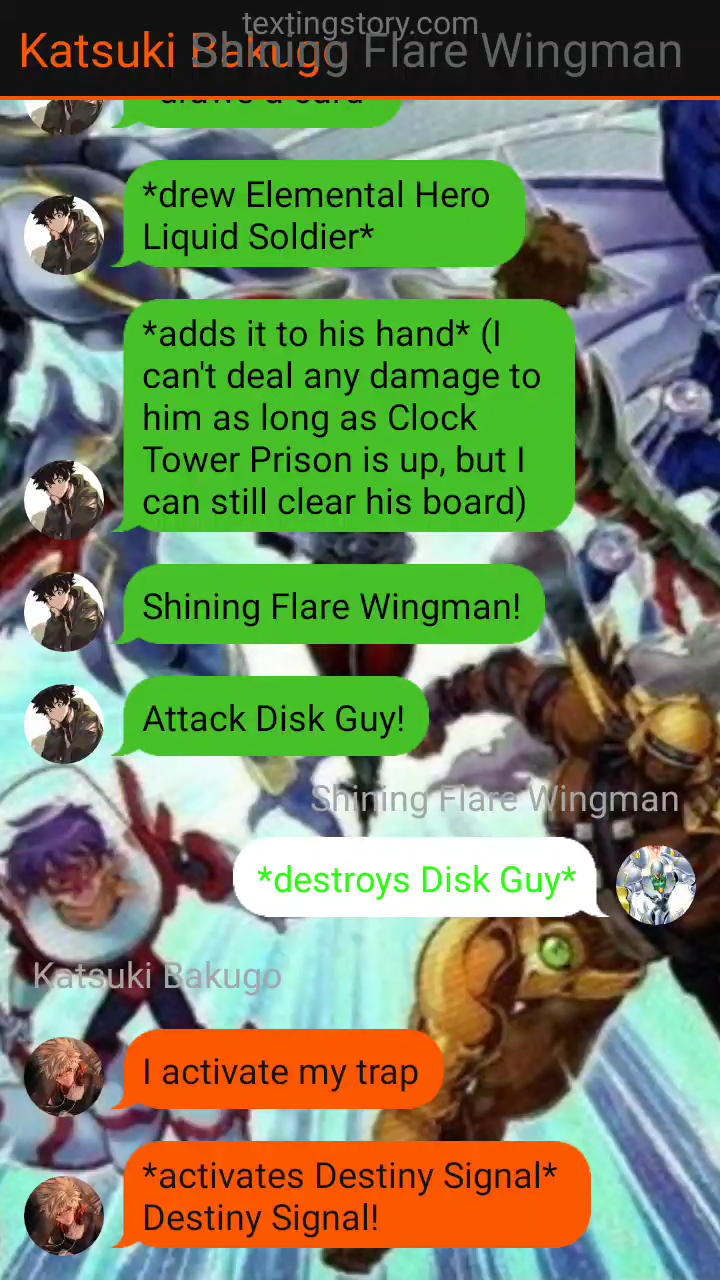 textingstory.com
Katsuki Bakugo
Shining Flare Wingman
*draws a card*
*drew Elemental Hero
Liquid Soldier*
*adds it to his hand* (I
can't deal any damage to
him as long as Clock
Tower Prison is up, but I
can still clear his board)
Shining Flare Wingman!
Attack Disk Guy!
Shining Flare Wingman
*destroys Disk Guy*
Katsuki Bakugo
I activate my trap
*activates Destiny Signal*
Destiny Signal!